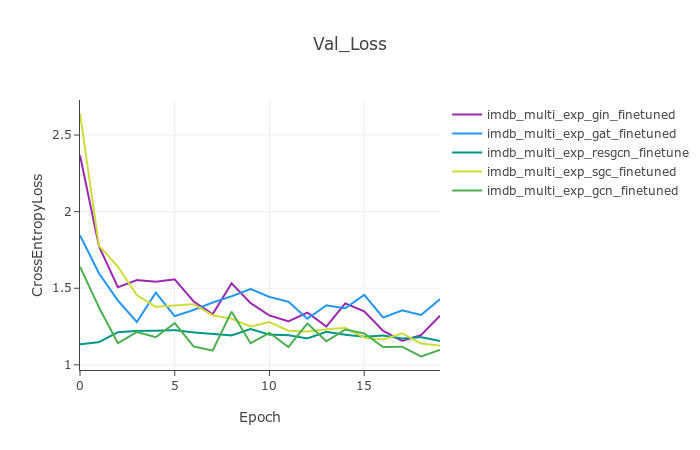 Val_Loss
CrossEntropyLoss
2.5
2
1.5
1
0
5
10
15
Epoch
imdb_multi_exp_gin_finetuned
imdb_multi_exp_gat_finetuned
imdb_multi_exp_resgcn_finetune
imdb_multi_exp_sgc_finetuned
imdb_multi_exp_gcn_finetuned